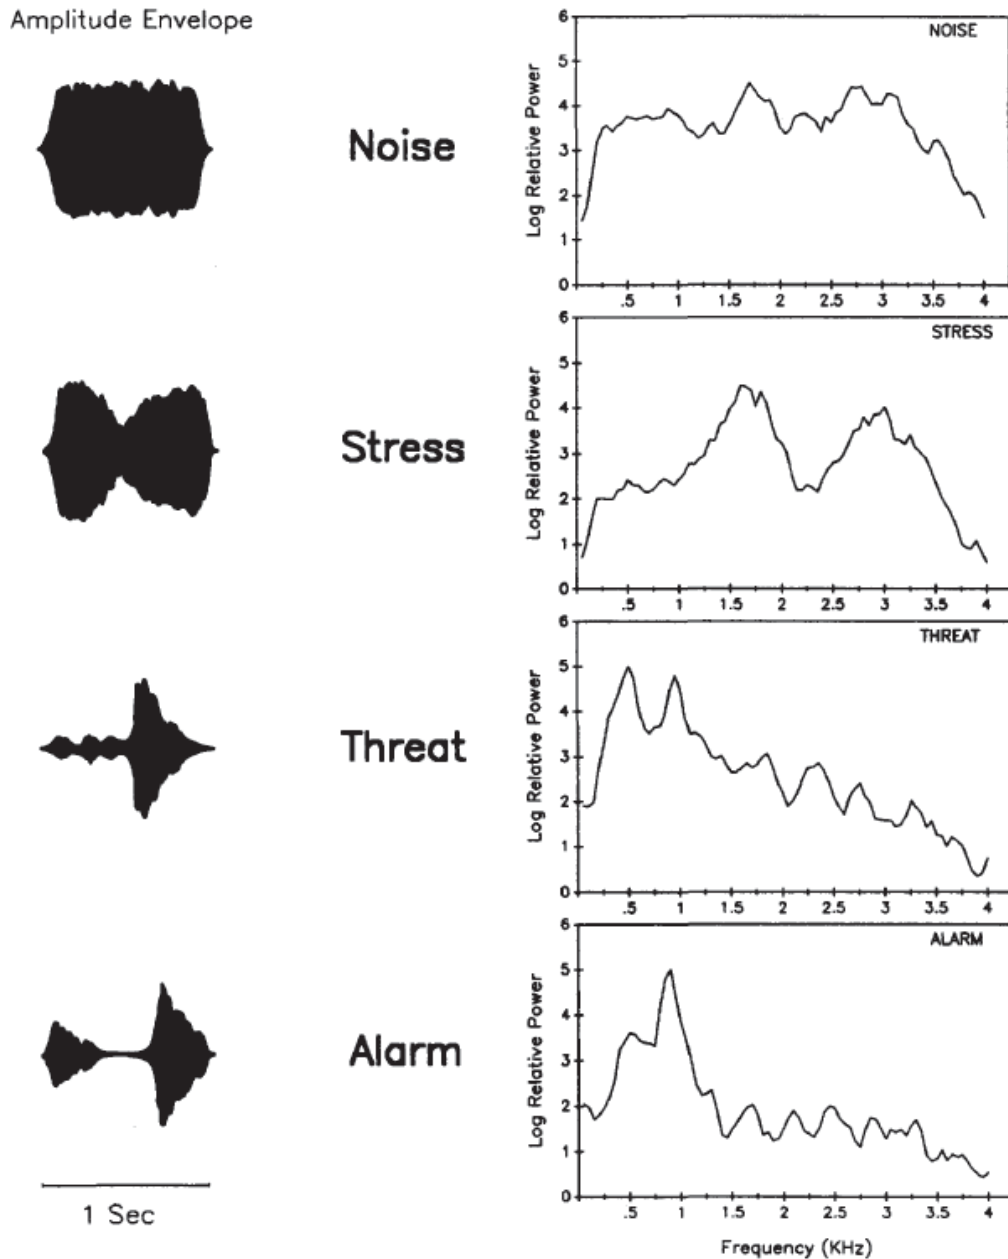 Amplitude Envelope
NOISE
6
5
4
3
2
1
0
Log Relative Power
.5 1 1.5 2 2.5 3 3.5 4
Noise
STRESS
6
5
4
3
2
1
0
Log Relative Power
.5 1 1.5 2 2.5 3 3.5 4
Stress
THREAT
6
5
4
3
2
1
0
Log Relative Power
.5 1 1.5 2 2.5 3 3.5 4
Threat
ALARM
6
5
4
3
2
1
0
Log Relative Power
.5 1 1.5 2 2.5 3 3.5 4
Alarm
1 Sec
Frequency (KHz)